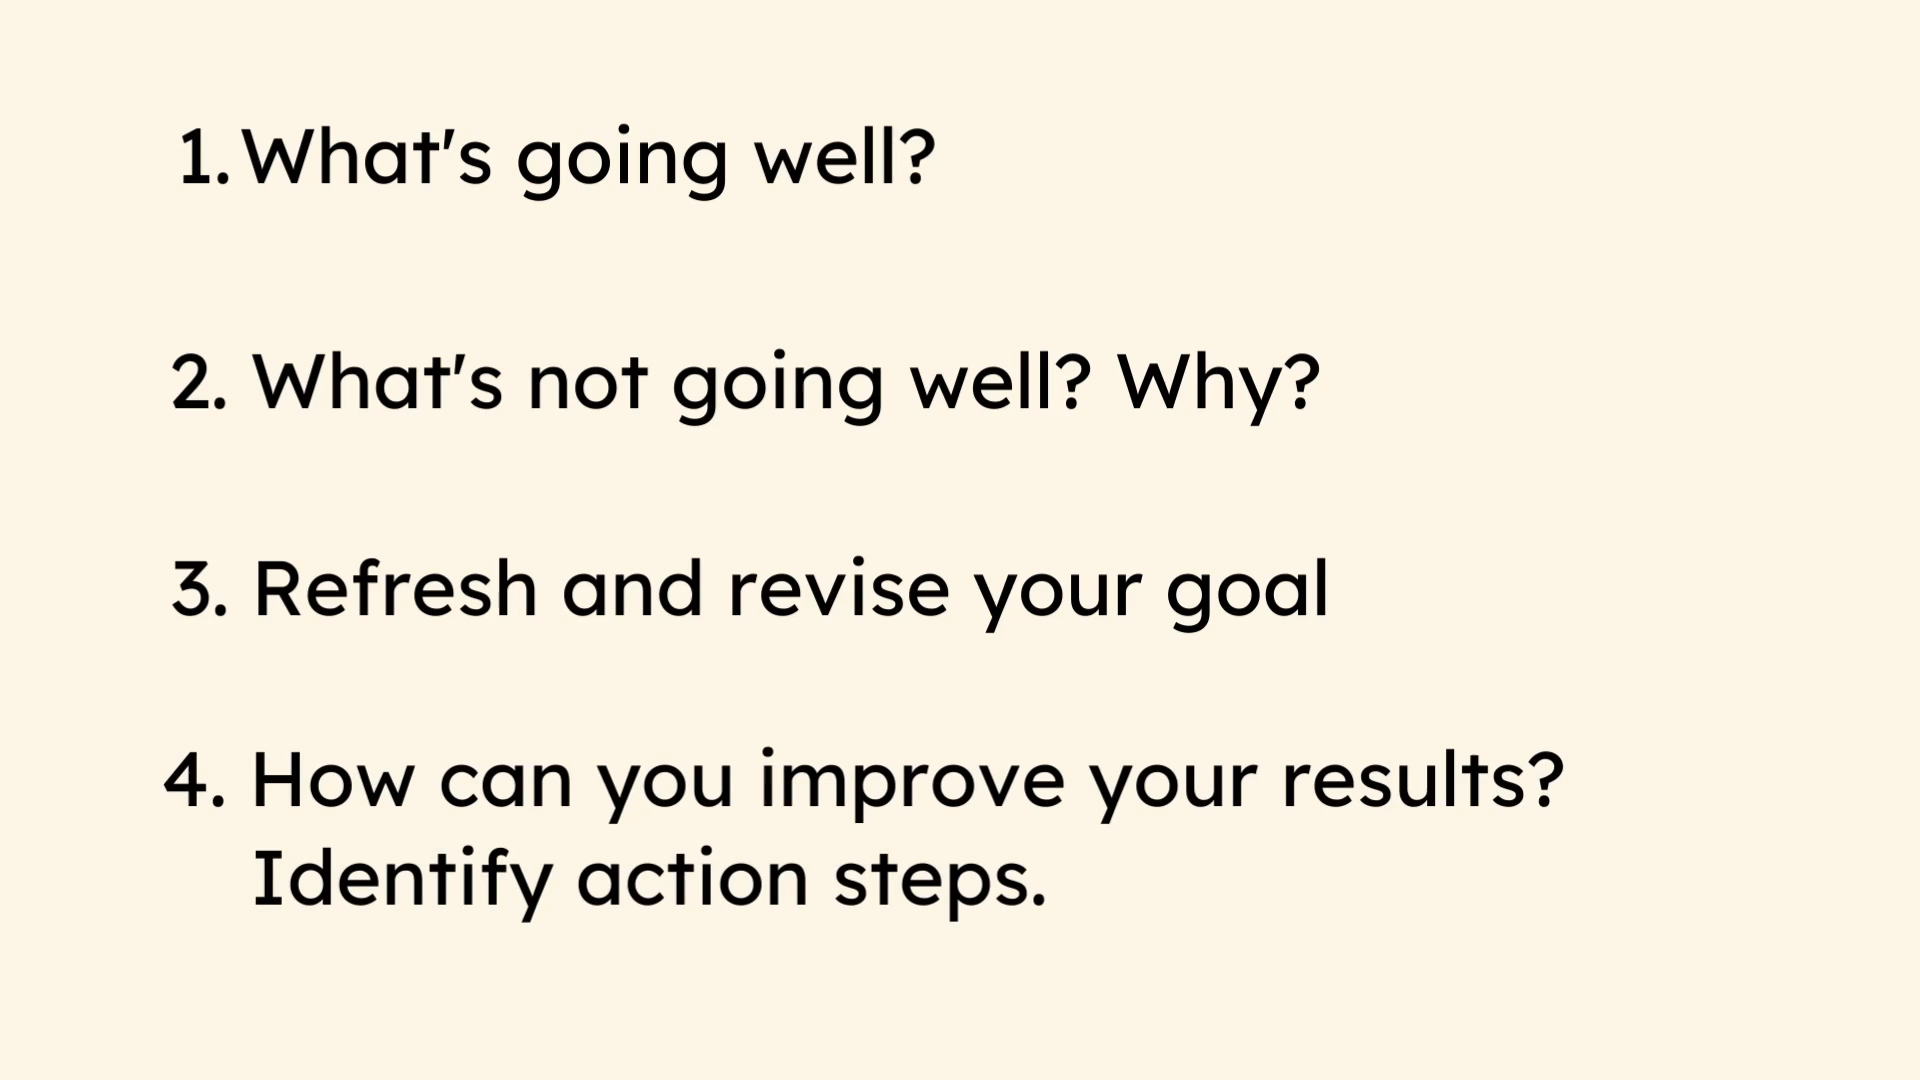 1. What's going well?
2. What's not going well? Why?
3. Refresh and revise your goal
4. How can you improve your results?
Identify action steps.